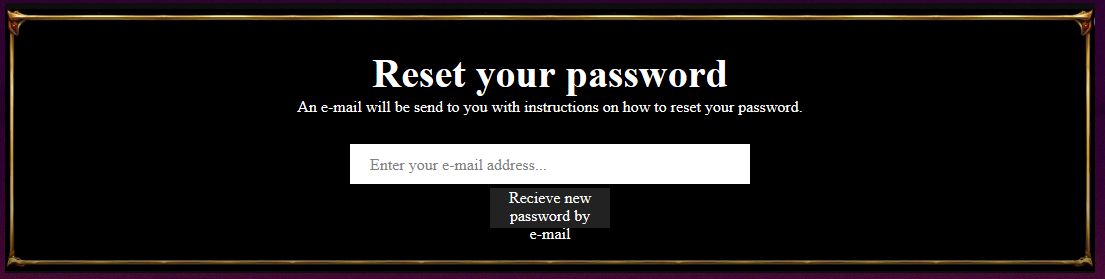 Reset your password
An e-mail will be send to you with instructions on how to reset your password.
Enter your e-mail address...
Recieve new
password by
e-mail